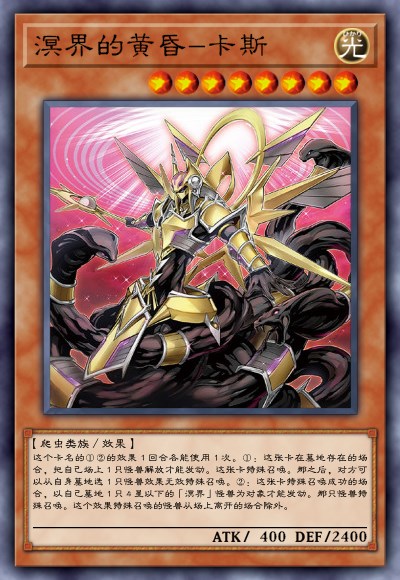 溟界的黄昏-卡斯
光
ひかり
【爬虫类族/效果】
这个卡名的①②的效果1回合各能使用1次。①：这张卡在墓地存在的场
合，把自己场上1只怪兽解放才能发动。这张卡特殊召唤。那之后，对方可
以从自身墓地选1只怪兽效果无效特殊召唤。②：这张卡特殊召唤成功的场
合，以自己墓地1只4星以下的「溟界」怪兽为对象才能发动。那只怪兽特
殊召唤。这个效果特殊召唤的怪兽从场上离开的场合除外。
ATK/ 400 DEF/2400